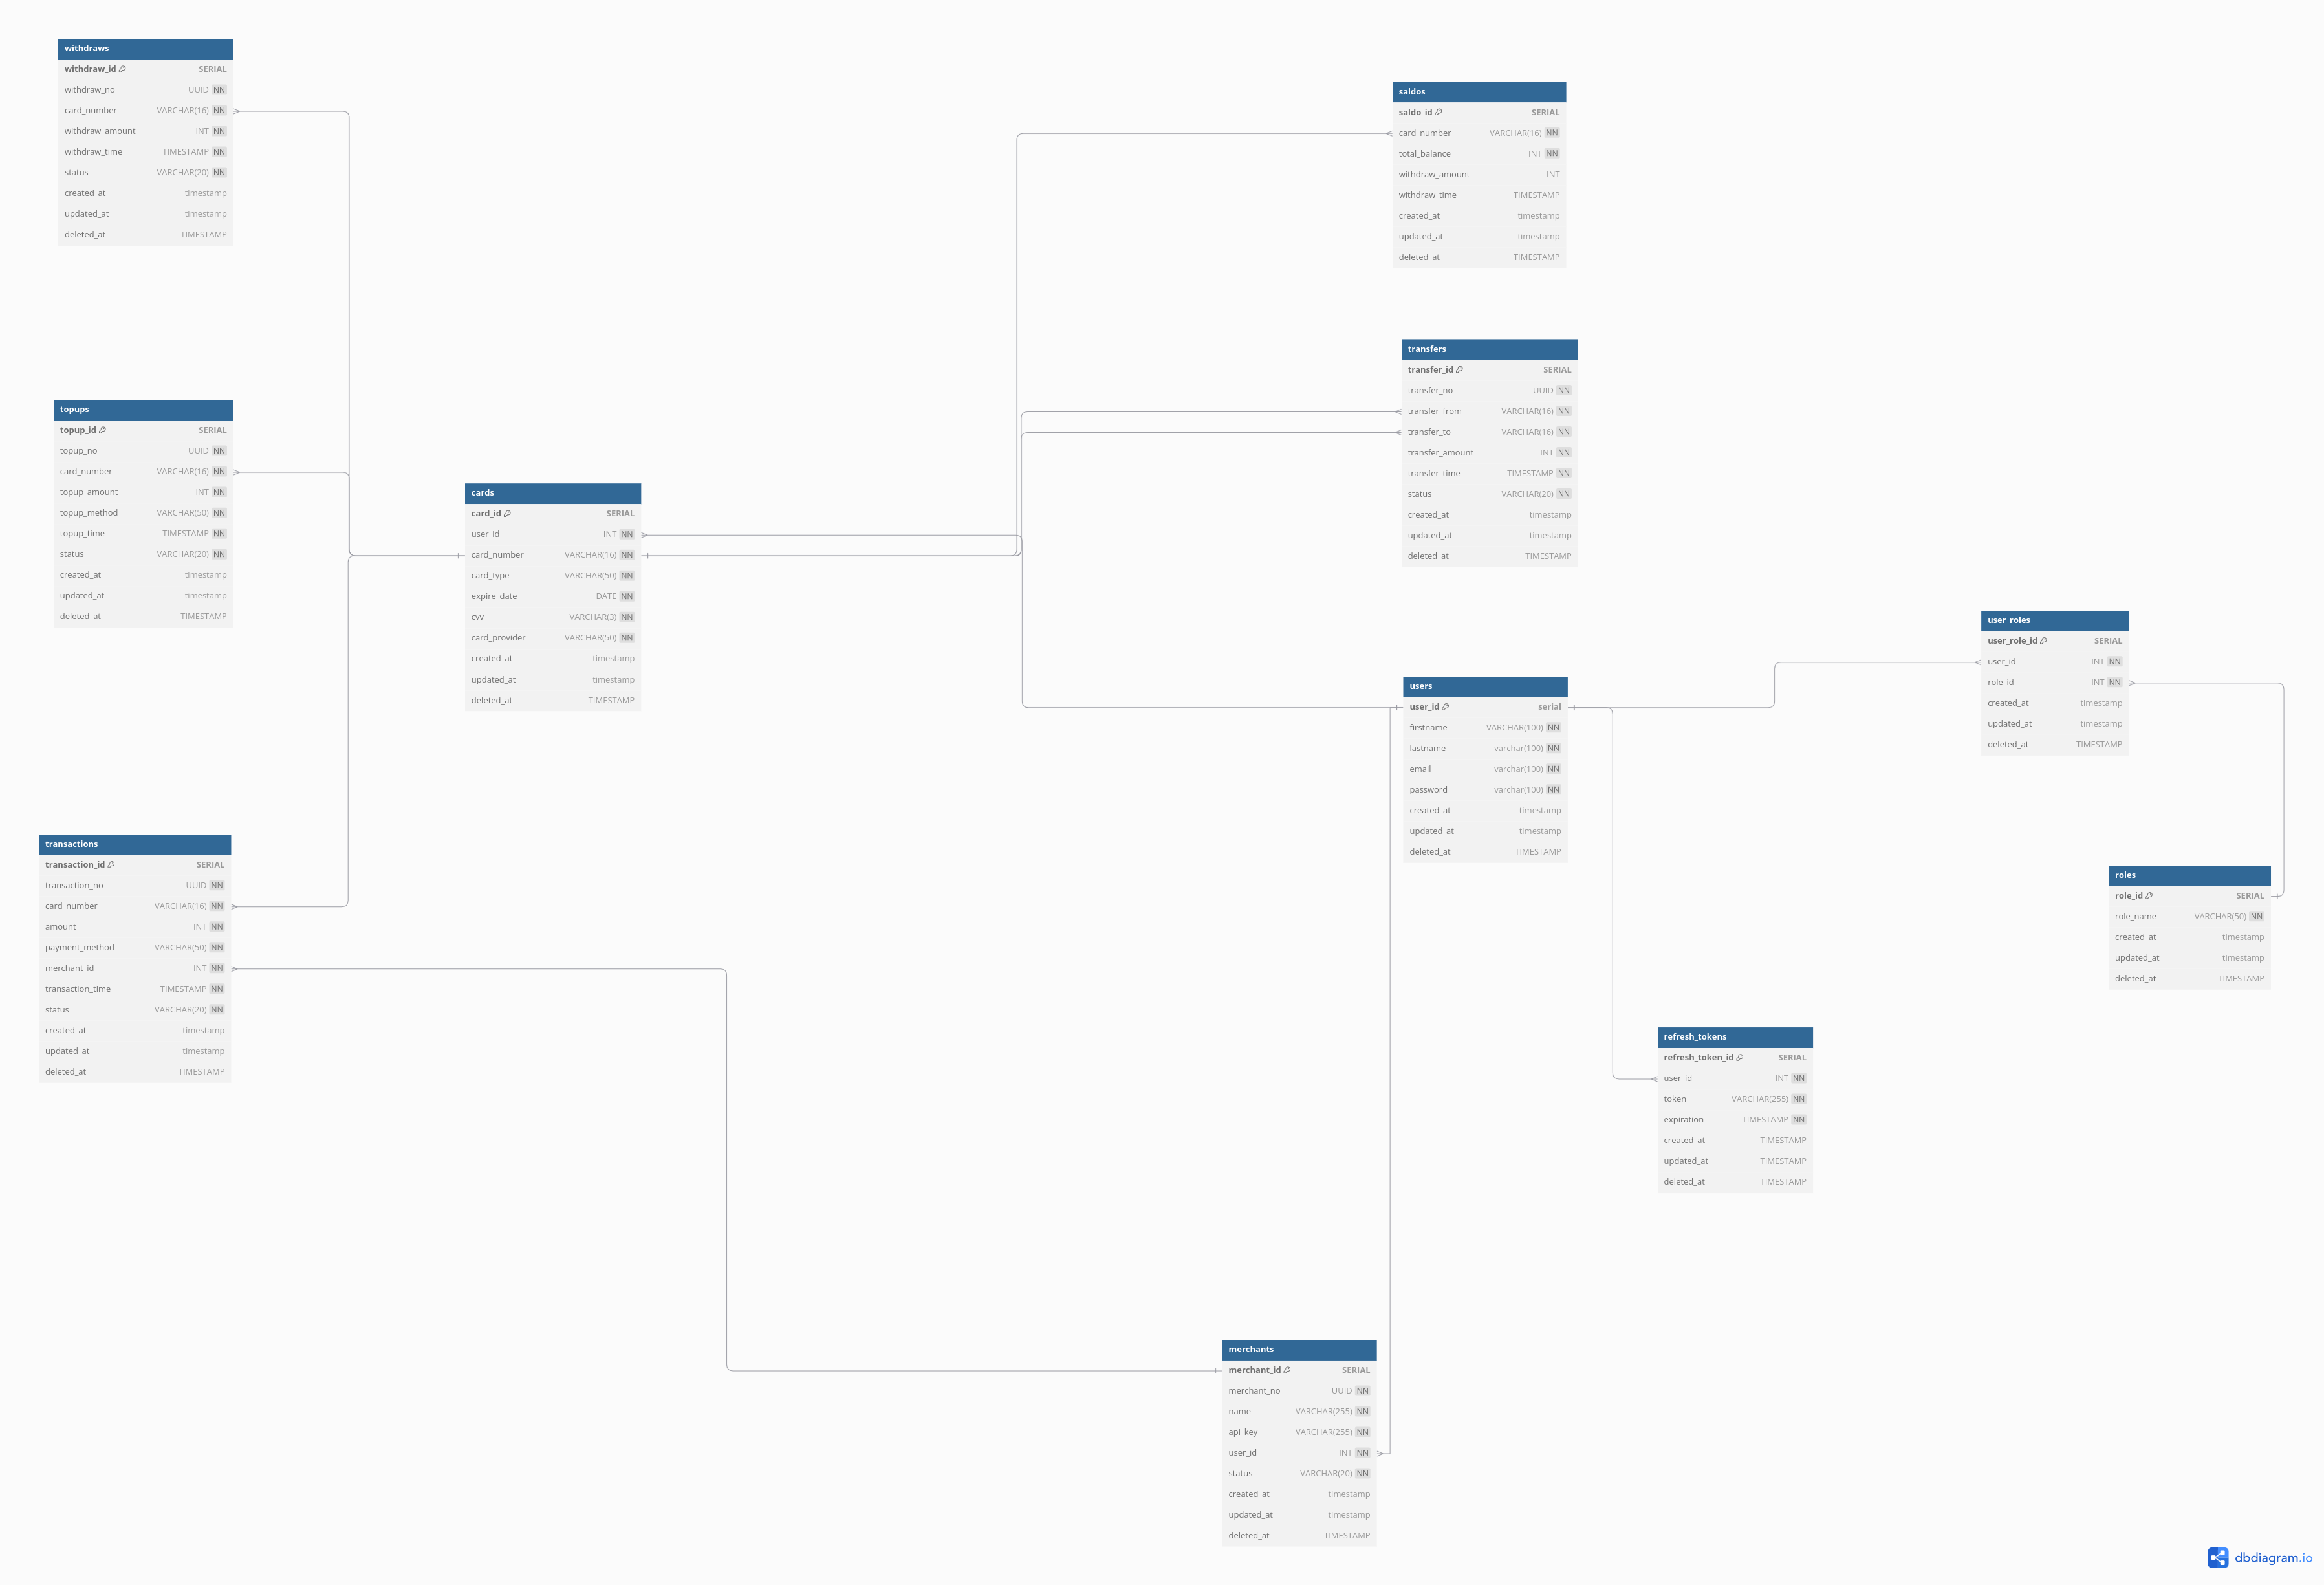 withdraws
withdraw_id SERIAL
withdraw_no UUID NN
card_number VARCHAR(16) NN
withdraw_amount INT NN
withdraw_time TIMESTAMP NN
status VARCHAR(20) NN
created_at timestamp
updated_at timestamp
deleted_at TIMESTAMP
saldos
saldo_id SERIAL
card_number VARCHAR(16) NN
total_balance INT NN
withdraw_amount INT
withdraw_time TIMESTAMP
created_at timestamp
updated_at timestamp
deleted_at TIMESTAMP
transfers
transfer_id SERIAL
transfer_no UUID NN
transfer_from VARCHAR(16) NN
transfer_to VARCHAR(16) NN
transfer_amount INT NN
transfer_time TIMESTAMP NN
status VARCHAR(20) NN
created_at timestamp
updated_at timestamp
deleted_at TIMESTAMP
topups
topup_id SERIAL
topup_no UUID NN
card_number VARCHAR(16) NN
topup_amount INT NN
topup_method VARCHAR(50) NN
topup_time TIMESTAMP NN
status VARCHAR(20) NN
created_at timestamp
updated_at timestamp
deleted_at TIMESTAMP
cards
card_id SERIAL
user_id INT NN
card_number VARCHAR(16) NN
card_type VARCHAR(50) NN
expire_date DATE NN
cvv VARCHAR(3) NN
card_provider VARCHAR(50) NN
created_at timestamp
updated_at timestamp
deleted_at TIMESTAMP
user_roles
user_role_id SERIAL
user_id INT NN
role_id INT NN
created_at timestamp
updated_at timestamp
deleted_at TIMESTAMP
users
user_id serial
firstname VARCHAR(100) NN
lastname varchar(100) NN
email varchar(100) NN
password varchar(100) NN
created_at timestamp
updated_at timestamp
deleted_at TIMESTAMP
transactions
transaction_id SERIAL
transaction_no UUID NN
card_number VARCHAR(16) NN
amount INT NN
payment_method VARCHAR(50) NN
merchant_id INT NN
transaction_time TIMESTAMP NN
status VARCHAR(20) NN
created_at timestamp
updated_at timestamp
deleted_at TIMESTAMP
roles
role_id SERIAL
role_name VARCHAR(50) NN
created_at timestamp
updated_at timestamp
deleted_at TIMESTAMP
refresh_tokens
refresh_token_id SERIAL
user_id INT NN
token VARCHAR(255) NN
expiration TIMESTAMP NN
created_at TIMESTAMP
updated_at TIMESTAMP
deleted_at TIMESTAMP
merchants
merchant_id SERIAL
merchant_no UUID NN
name VARCHAR(255) NN
api_key VARCHAR(255) NN
user_id INT NN
status VARCHAR(20) NN
created_at timestamp
updated_at timestamp
deleted_at TIMESTAMP
dbdiagram.io